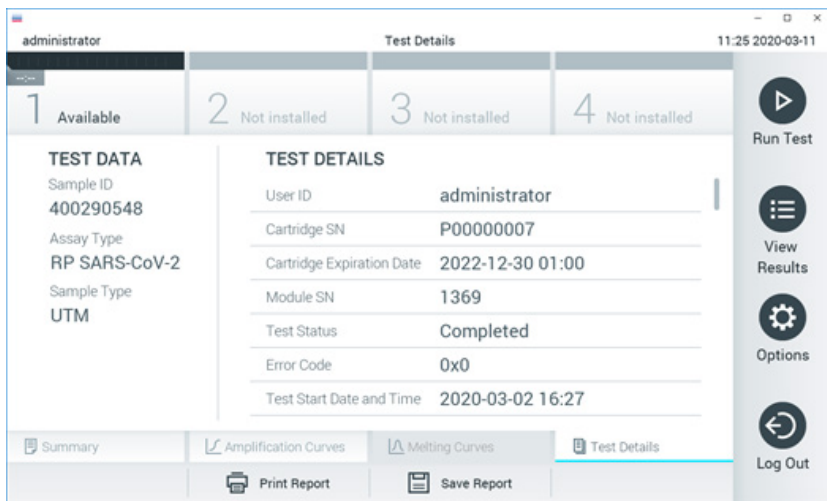 administrator
Test Details
11:25 2020-03-11
--:--
1 Available
2 Not installed
3 Not installed
4 Not installed
TEST DATA
Sample ID
400290548
Assay Type
RP SARS-CoV-2
Sample Type
UTM
TEST DETAILS
User ID administrator
Cartridge SN P00000007
Cartridge Expiration Date 2022-12-30 01:00
Module SN 1369
Test Status Completed
Error Code 0x0
Test Start Date and Time 2020-03-02 16:27
Run Test
View
Results
Options
Log Out
Summary
Amplification Curves
Melting Curves
Test Details
Print Report
Save Report